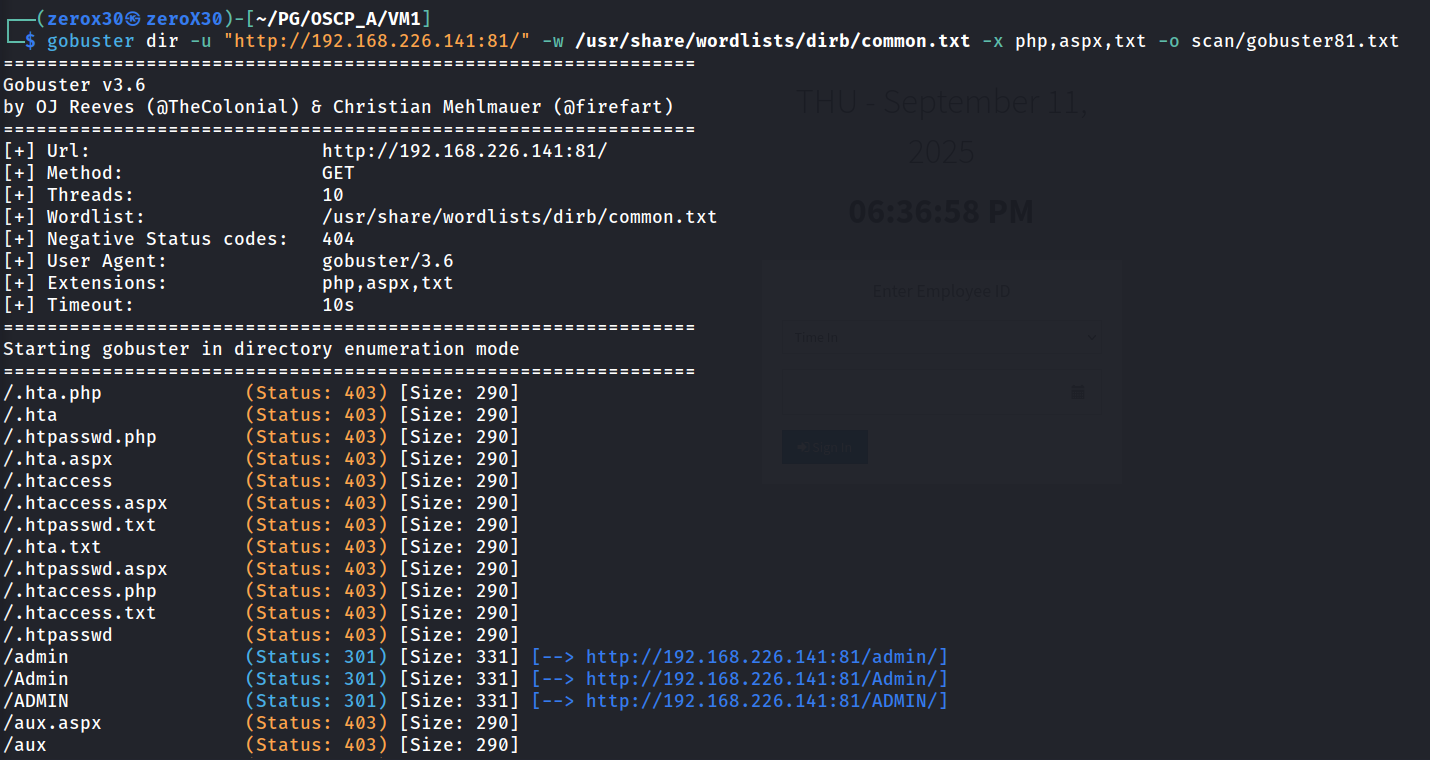 ┌──(zerox30㉿zeroX30)-[~/PG/OSCP_A/VM1]
└─$ gobuster dir -u "http://192.168.226.141:81/" -w /usr/share/wordlists/dirb/common.txt -x php,aspx,txt -o scan/gobuster81.txt
===============================================================
Gobuster v3.6
by OJ Reeves (@TheColonial) & Christian Mehlmauer (@firefart)
===============================================================
[+] Url:                     http://192.168.226.141:81/
[+] Method:                  GET
[+] Threads:                 10
[+] Wordlist:                /usr/share/wordlists/dirb/common.txt
[+] Negative Status codes:   404
[+] User Agent:              gobuster/3.6
[+] Extensions:              php,aspx,txt
[+] Timeout:                 10s
===============================================================
Starting gobuster in directory enumeration mode
===============================================================
/.hta.php             (Status: 403) [Size: 290]
/.hta                 (Status: 403) [Size: 290]
/.htpasswd.php        (Status: 403) [Size: 290]
/.hta.aspx            (Status: 403) [Size: 290]
/.htaccess            (Status: 403) [Size: 290]
/.htaccess.aspx       (Status: 403) [Size: 290]
/.htpasswd.txt        (Status: 403) [Size: 290]
/.hta.txt             (Status: 403) [Size: 290]
/.htpasswd.aspx       (Status: 403) [Size: 290]
/.htaccess.php        (Status: 403) [Size: 290]
/.htaccess.txt        (Status: 403) [Size: 290]
/.htpasswd            (Status: 403) [Size: 290]
/admin                (Status: 301) [Size: 331] [--> http://192.168.226.141:81/admin/]
/Admin                (Status: 301) [Size: 331] [--> http://192.168.226.141:81/Admin/]
/ADMIN                (Status: 301) [Size: 331] [--> http://192.168.226.141:81/ADMIN/]
/aux.aspx             (Status: 403) [Size: 290]
/aux                  (Status: 403) [Size: 290]
THU - September 11,
2025
06:36:58 PM
Enter Employee ID
Time In
Sign In